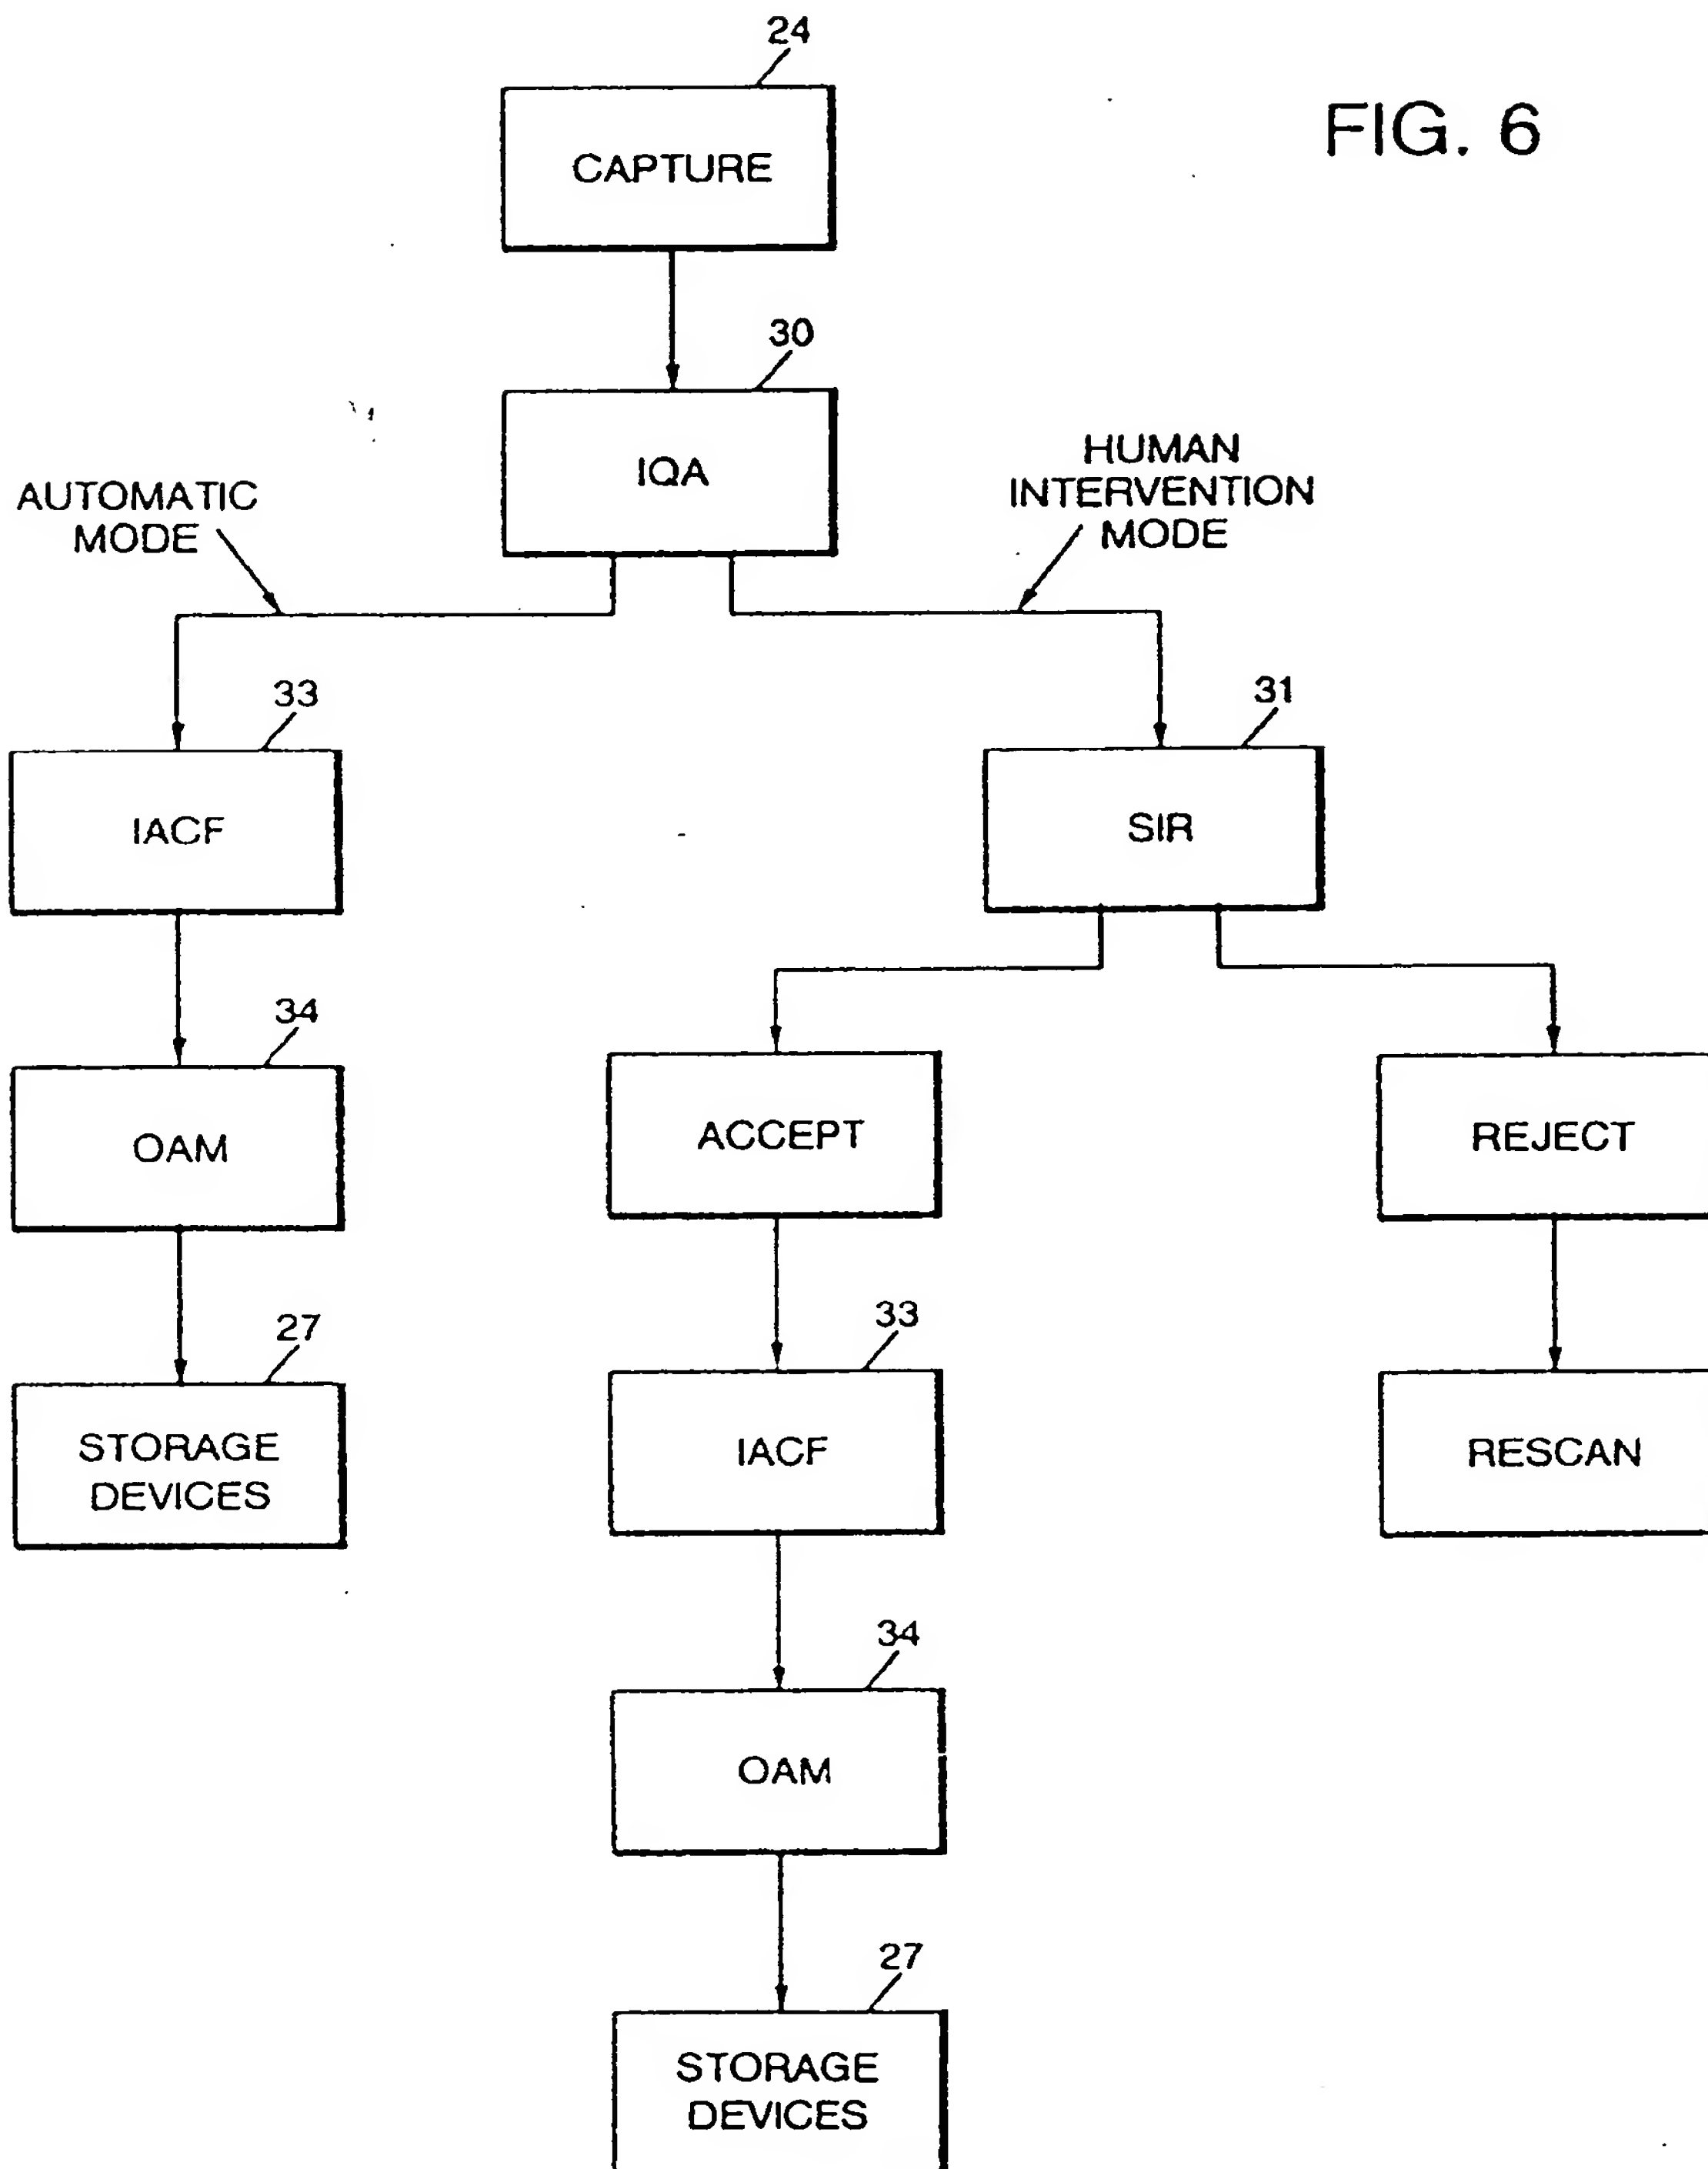 24
FIG. 6
CAPTURE
30
IQA
AUTOMATIC
MODE
HUMAN
INTERVENTION
MODE
33
IACF
31
SIR
34
OAM
ACCEPT
REJECT
27
STORAGE
DEVICES
33
IACF
RESCAN
34
OAM
27
STORAGE
DEVICES